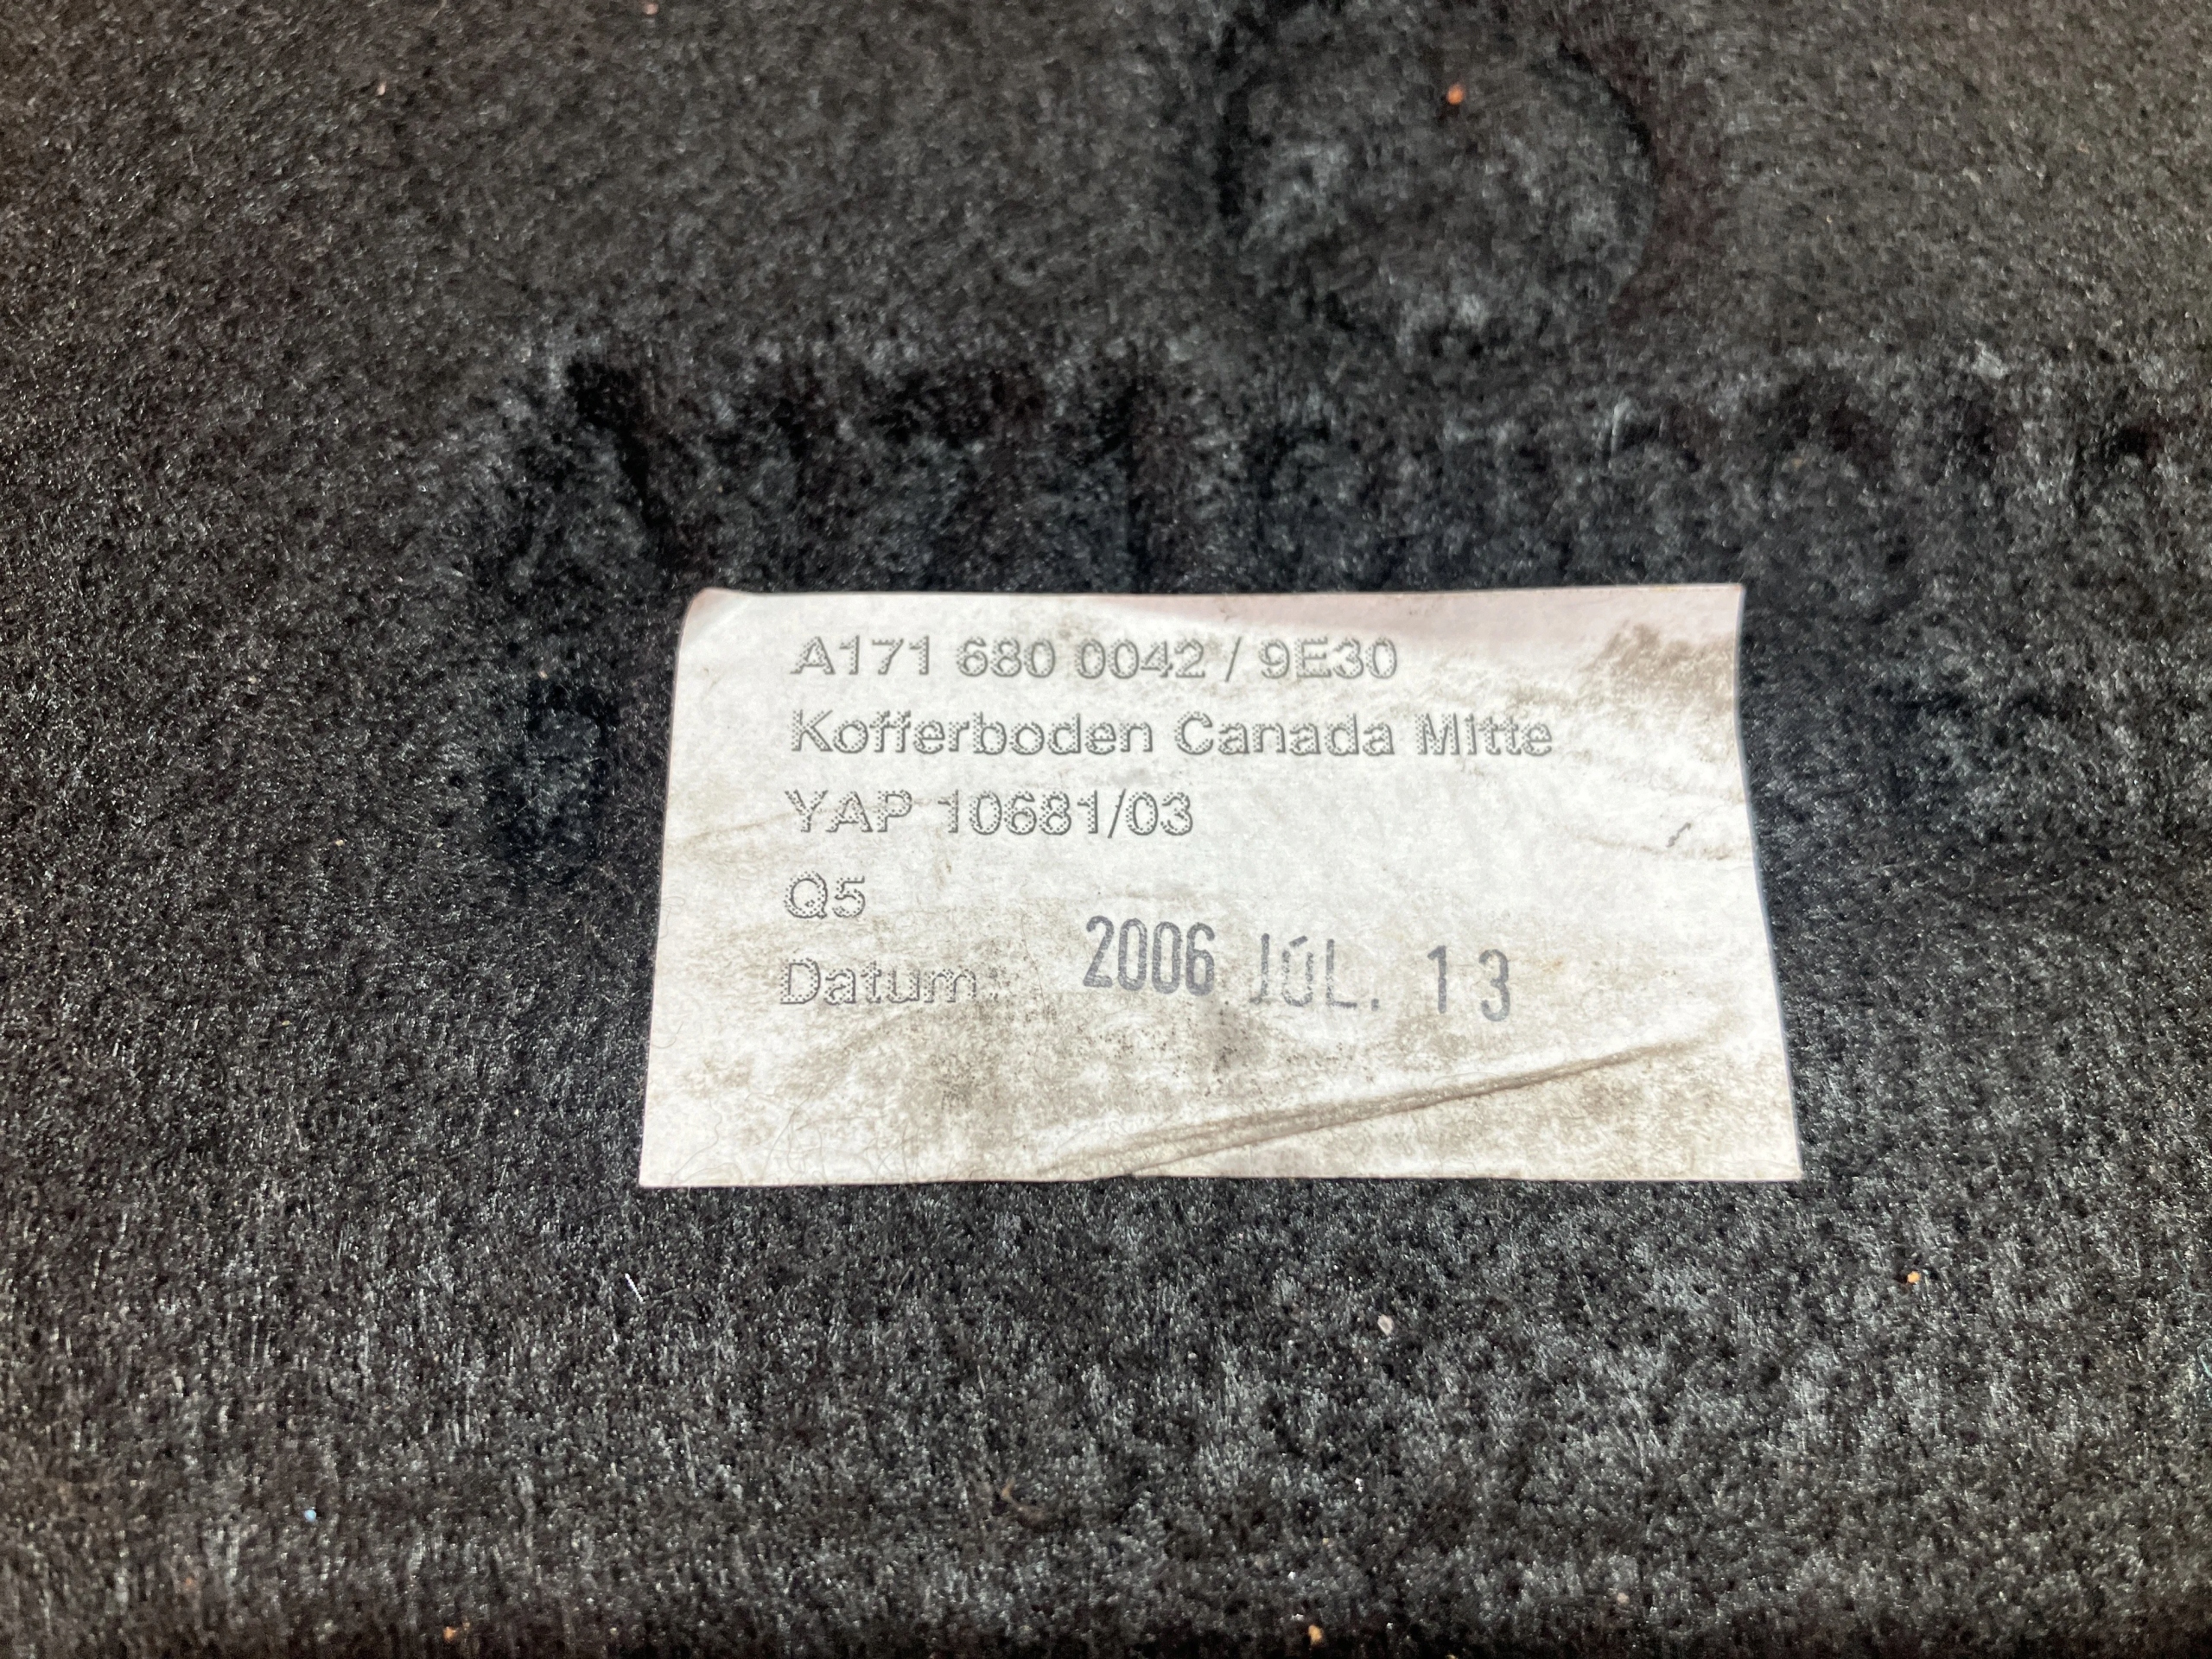 A171 680 0042 / 9E30
Kofferboden Canada Mitte
YAP 10681/03
Q5
Datum: 2006 JÚL. 13